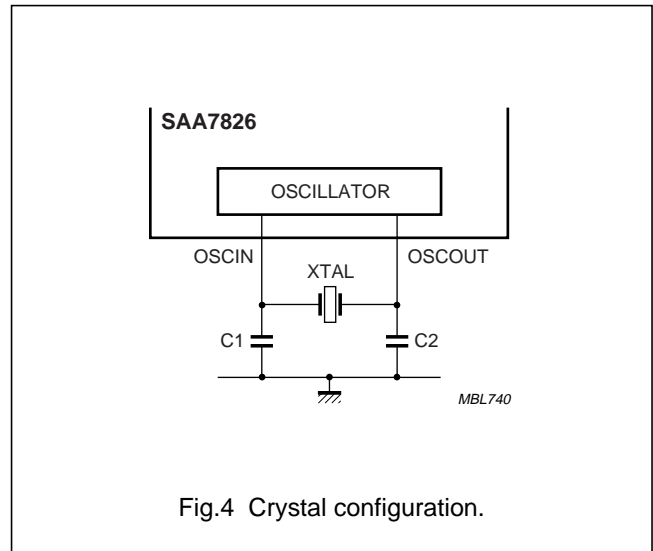 SAA7826
OSCILLATOR
OSCIN
OSCOUT
XTAL
C1
C2
MBL740
Fig.4 Crystal configuration.